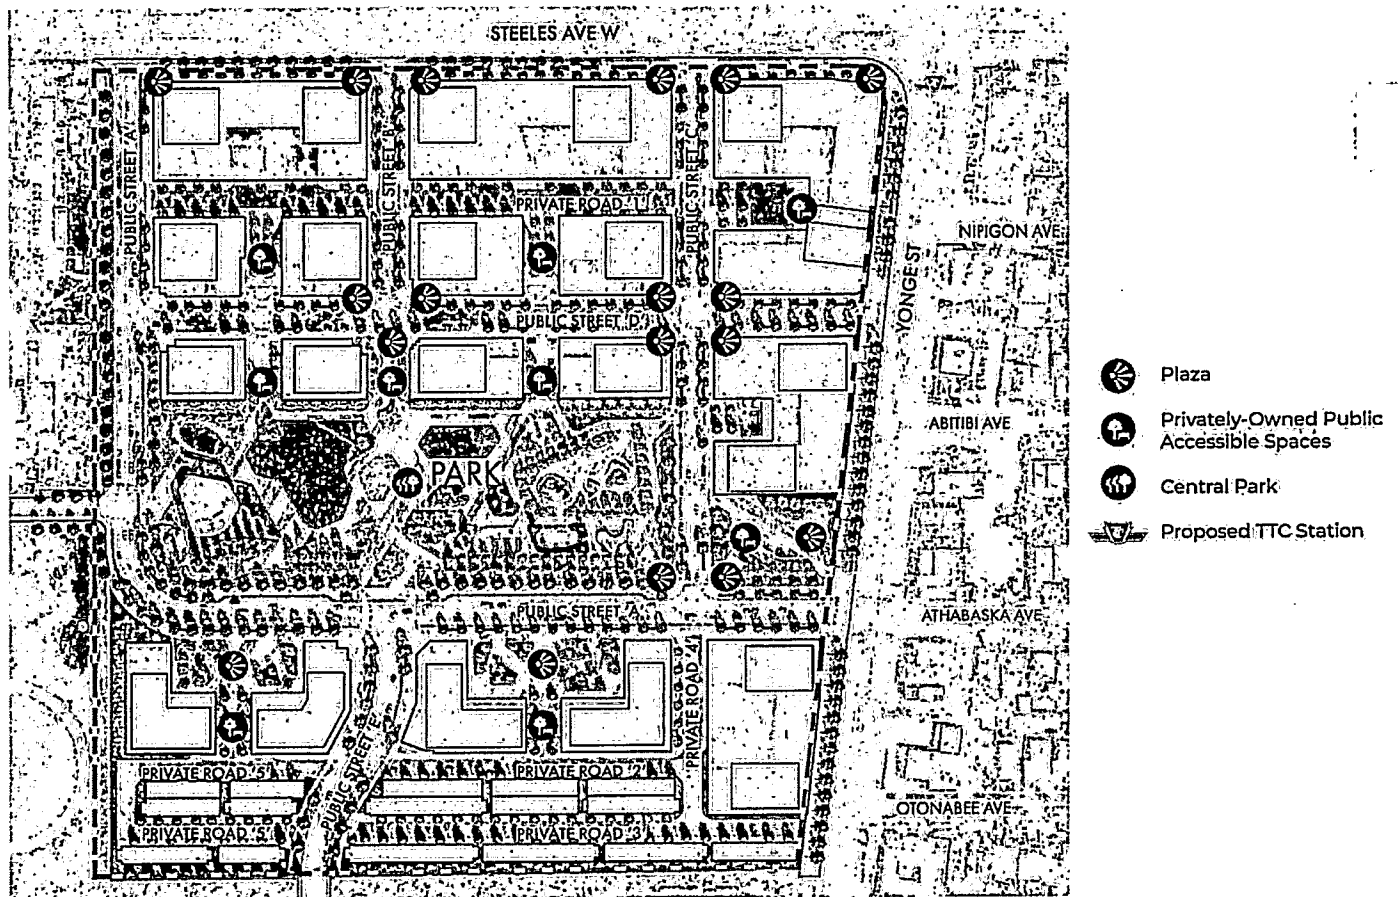 STEELES AVE W
PUBLIC STREET 'A'
PUBLIC STREET 'B'
PUBLIC STREET 'C'
PRIVATE ROAD '1'
NIPIGON AVE
YONGE ST
PUBLIC STREET 'D'
Plaza
Privately-Owned Public
Accessible Spaces
ABITIBI AVE
PARK
Central Park
Proposed TTC Station
PUBLIC STREET 'A'
ATHABASKA AVE
PRIVATE ROAD '4'
PUBLIC STREET 'E'
PRIVATE ROAD '5'
PRIVATE ROAD '2'
OTONABEE AVE
PRIVATE ROAD '5'
PRIVATE ROAD '3'